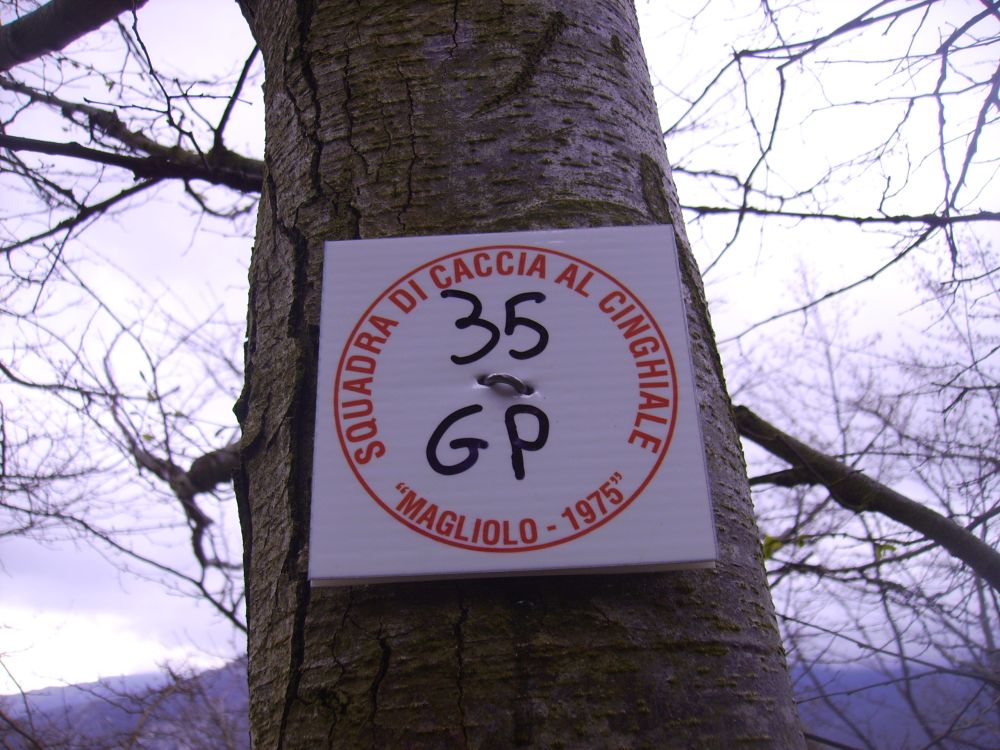 SQUADRA DI CACCIA AL CINGHIALE
35
GP
"MAGLIOLO - 1975"